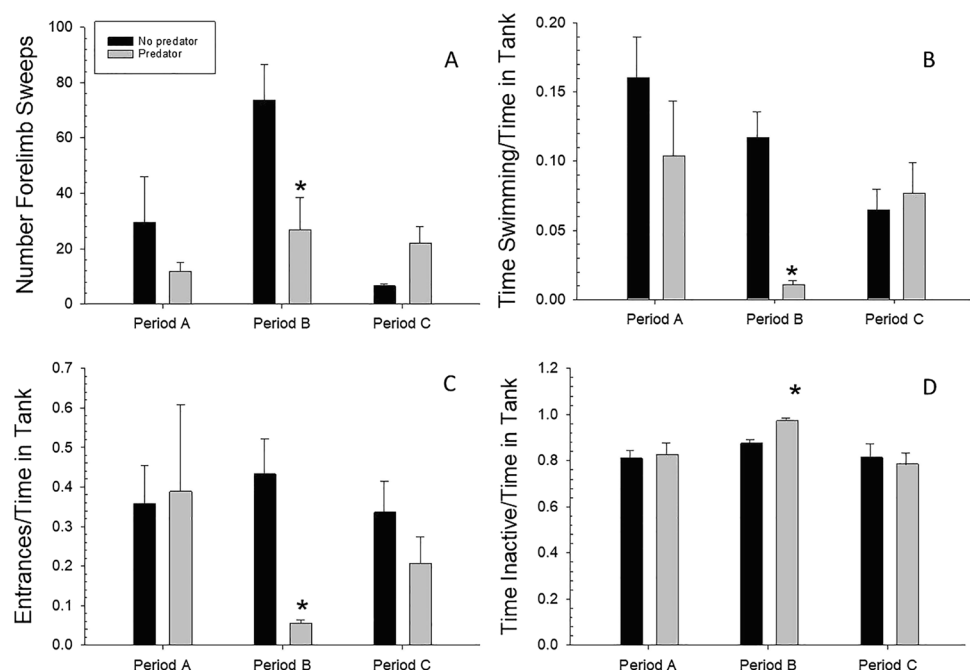 Number Forelimb Sweeps
100
80
60
40
20
0
No predator
Predator
A
*
Period A Period B Period C
Time Swimming/Time in Tank
0.20
0.15
0.10
0.05
0.00
B
*
Period A Period B Period C
Entrances/Time in Tank
0.7
0.6
0.5
0.4
0.3
0.2
0.1
0.0
C
*
Period A Period B Period C
Time Inactive/Time in Tank
1.2
1.0
0.8
0.6
0.4
0.2
0.0
D
*
Period A Period B Period C